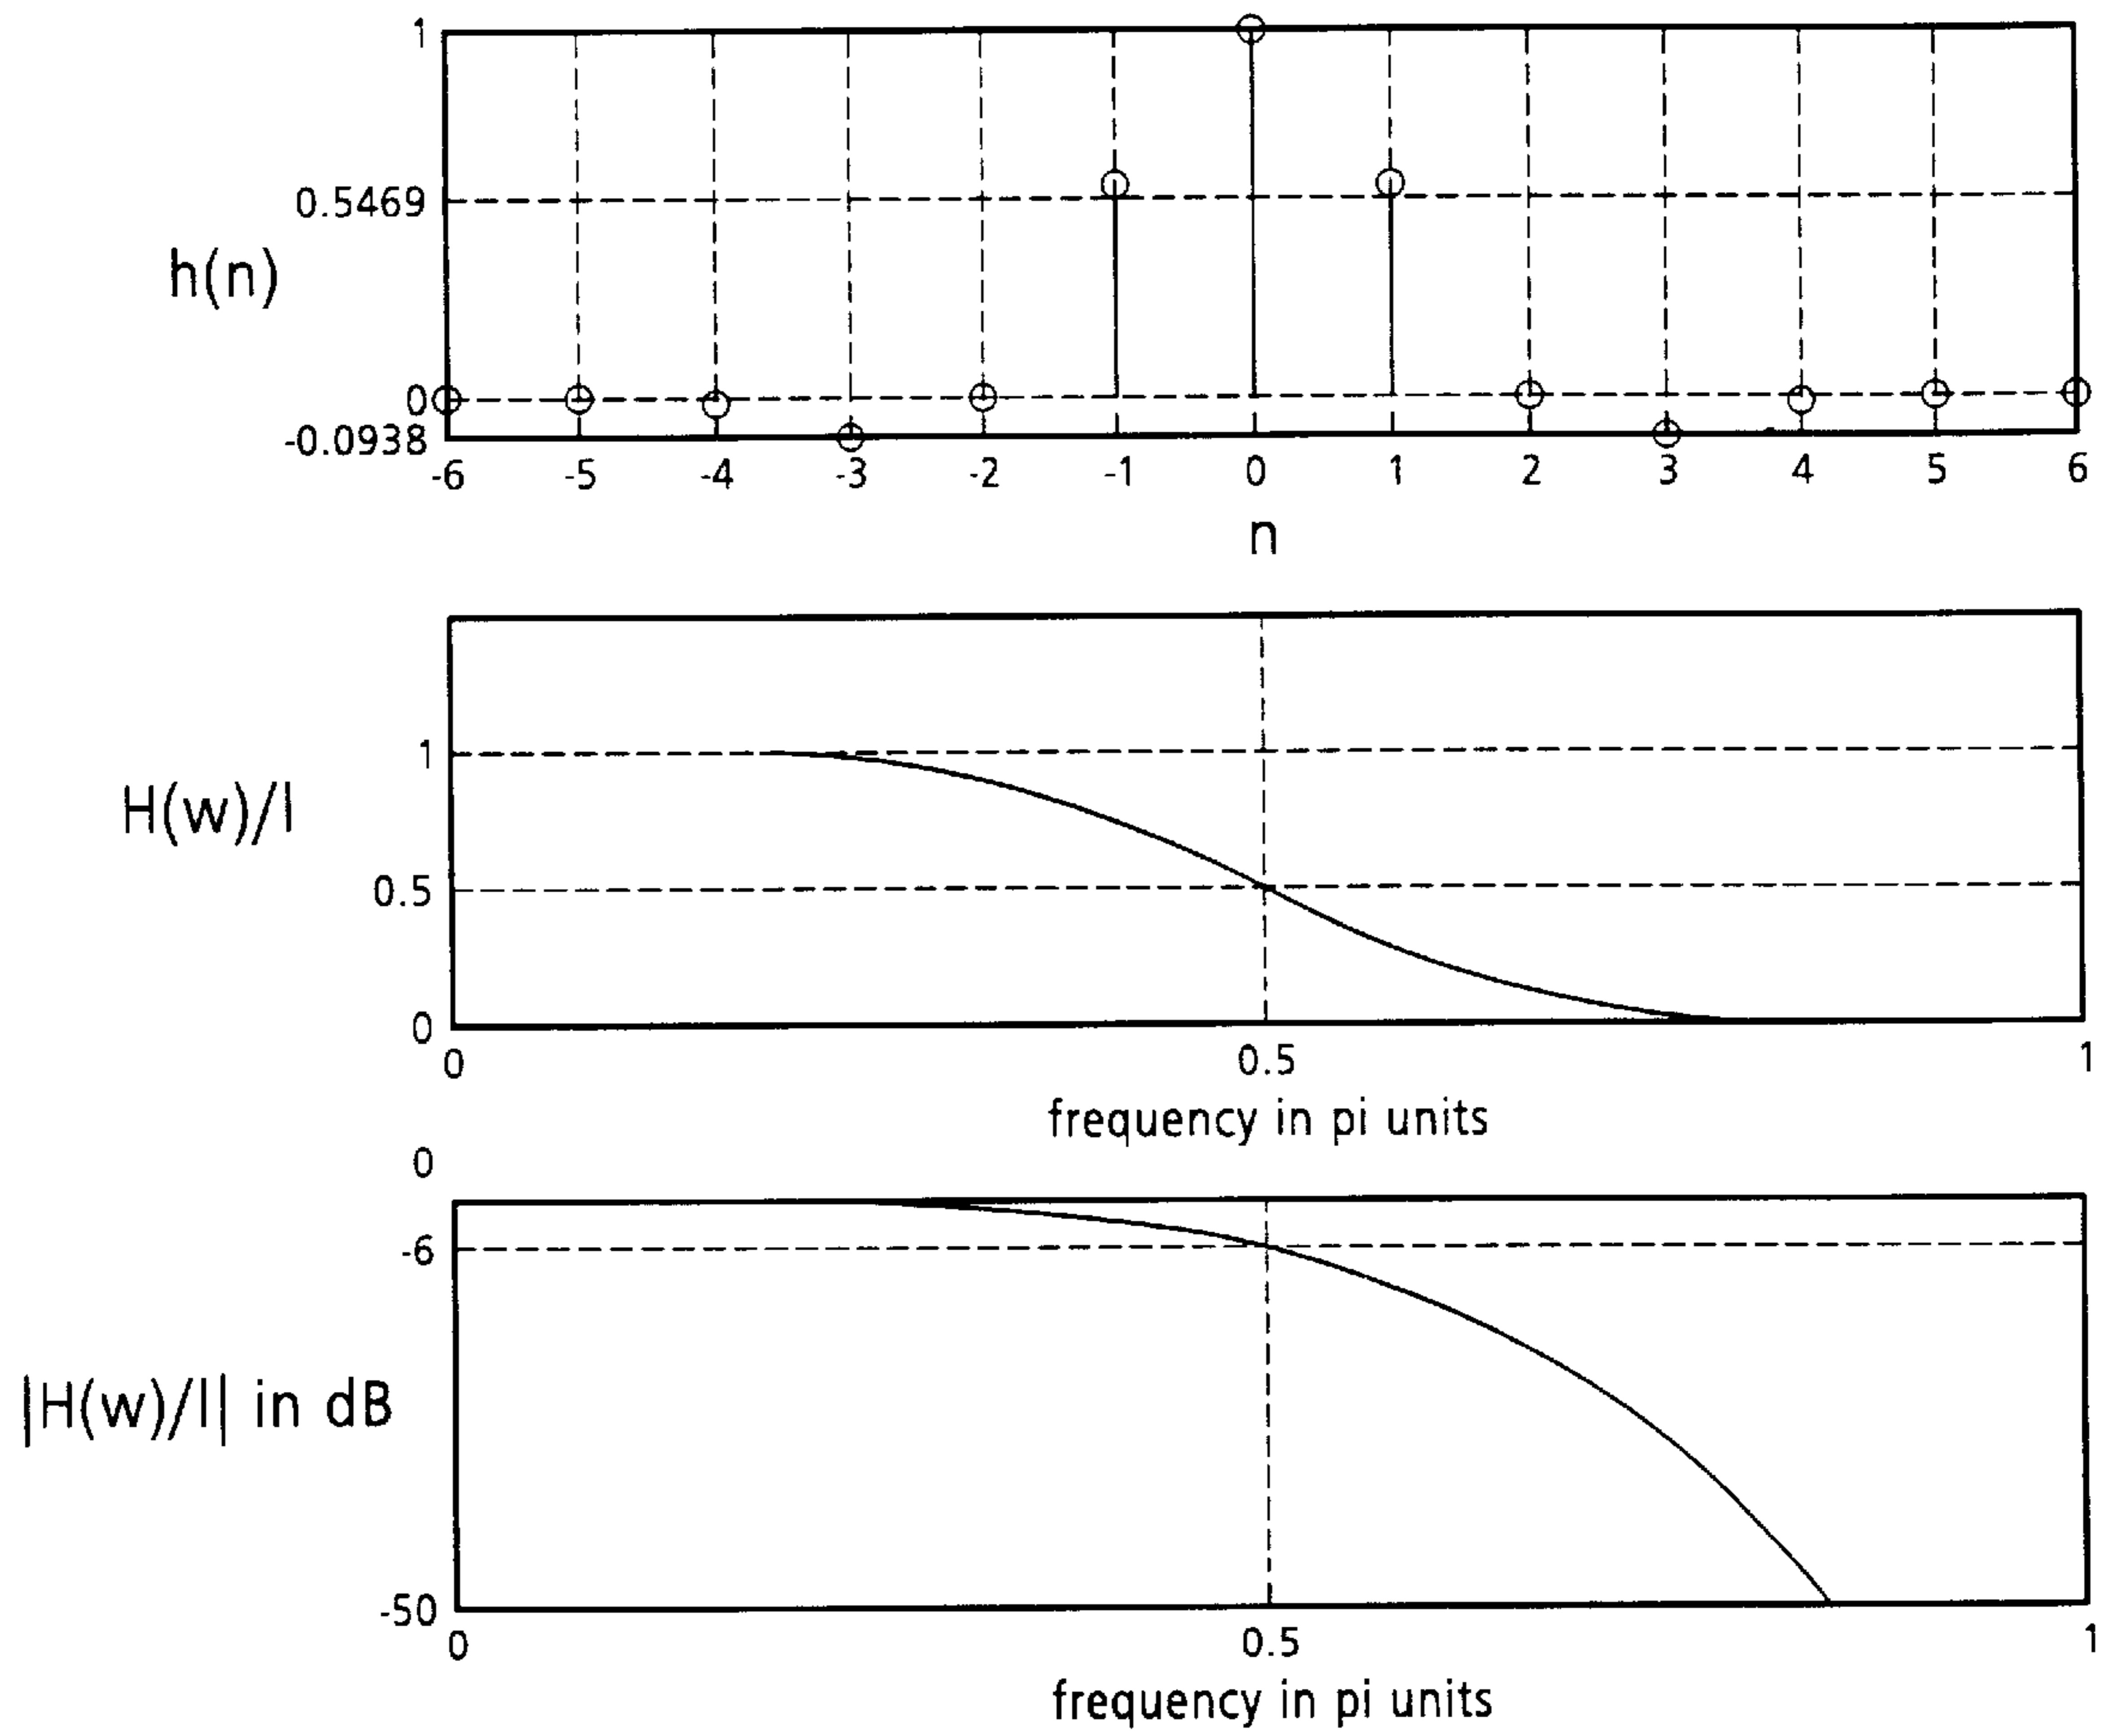 1
0.5469
h(n)
0
-0.0938
-6 -5 -4 -3 -2 -1 0 1 2 3 4 5 6
n
1
H(w)/I
0.5
0
0 0.5 1
frequency in pi units
0
-6
|H(w)/I| in dB
-50
0 0.5 1
frequency in pi units